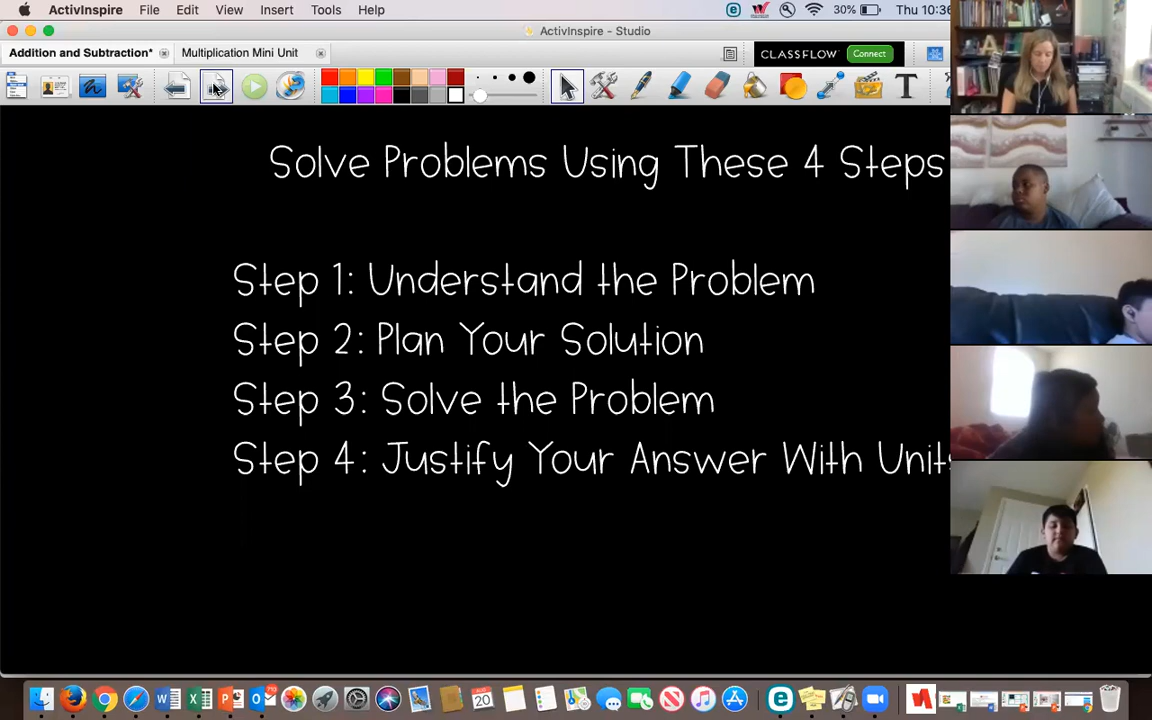 ActivInspire File Edit View Insert Tools Help 30% Thu 10:36
ActivInspire - Studio
Addition and Subtraction* Multiplication Mini Unit
CLASSFLOW Connect
Solve Problems Using These 4 Steps
Step 1: Understand the Problem
Step 2: Plan Your Solution
Step 3: Solve the Problem
Step 4: Justify Your Answer With Units